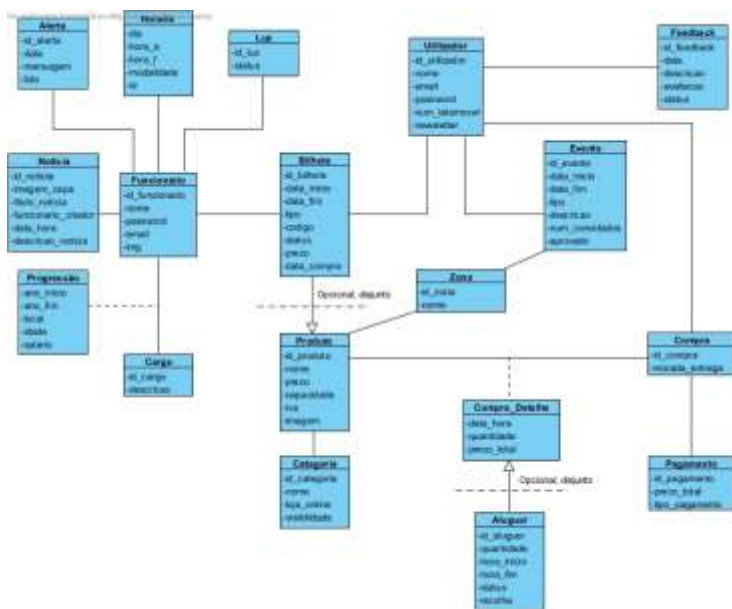 Alerta
-id_alerta
-data
-mensagem
-lido
Horario
-dia
-hora_e
-hora_f
-modalidade
Luz
-id_luz
-status
Utilizador
-id_utilizador
-nome
-email
-password
-num_telemovel
-newsletter
Feedback
-id_feedback
-data
-descricao
-avaliacao
-status
Noticia
-id_noticia
-imagem_capa
-titulo_noticia
-funcionario_criador
-data_hora
-descricao_noticia
Funcionario
-id_funcionario
-nome
-password
-email
-img
Bilhete
-id_bilhete
-data_inicio
-data_fim
-tipo
-codigo
-status
-preco
-data_compra
Evento
-id_evento
-data_inicio
-data_fim
-tipo
-descricao
-num_convidados
-aprovado
Progressão
-ano_inicio
-ano_fim
-local
-idade
-salario
Opcional, disjunto
Zona
-id_zona
-nome
Cargo
-id_cargo
-descricao
Produto
-id_produto
-nome
-preco
-capacidade
-iva
-imagem
Compra
-id_compra
-morada_entrega
Compra_Detalhe
-data_hora
-quantidade
-preco_total
Categoria
-id_categoria
-nome
-loja_online
-visibilidade
Opcional, disjunto
Pagamento
-id_pagamento
-preco_total
-tipo_pagamento
Aluguer
-id_aluguer
-quantidade
-hora_inicio
-hora_fim
-status
-recolha